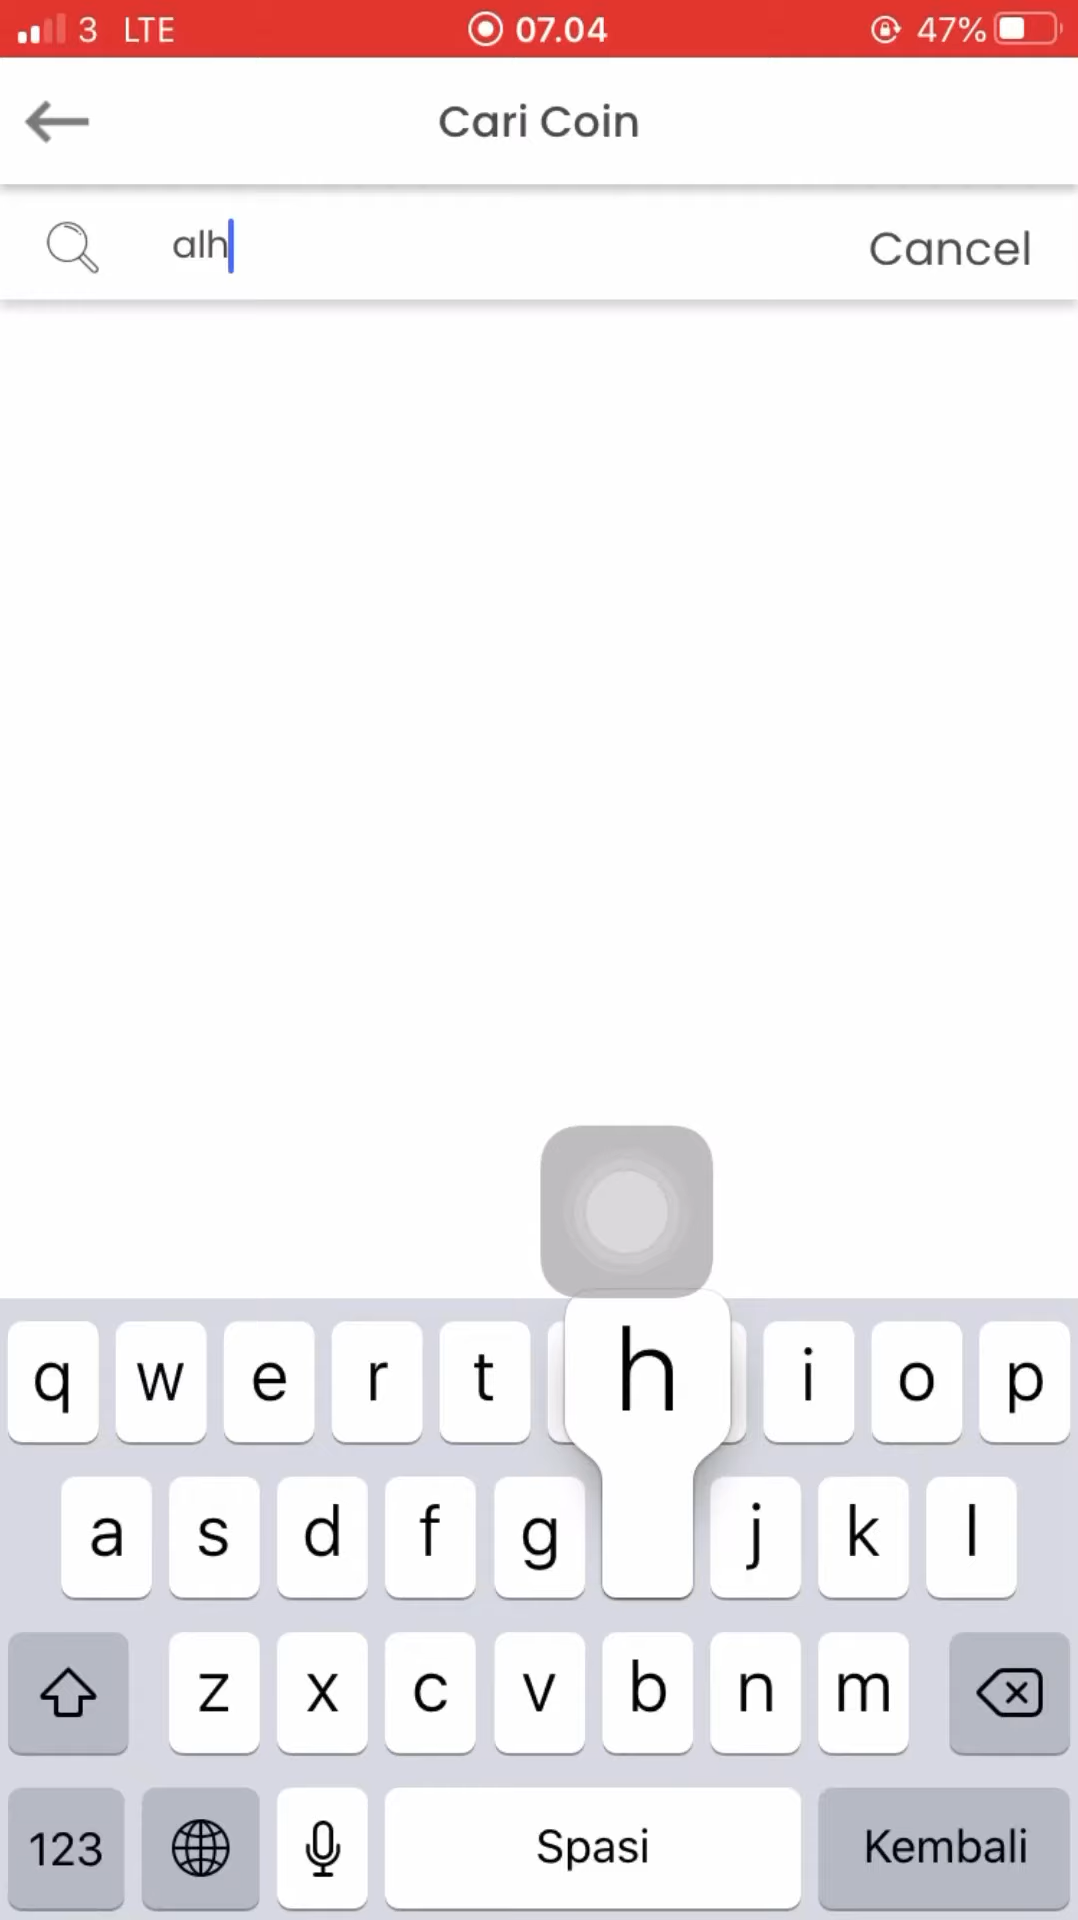 3 LTE 07.04 47%
Cari Coin
alh Cancel
q w e r t h i o p
a s d f g j k l
z x c v b n m
123 Spasi Kembali